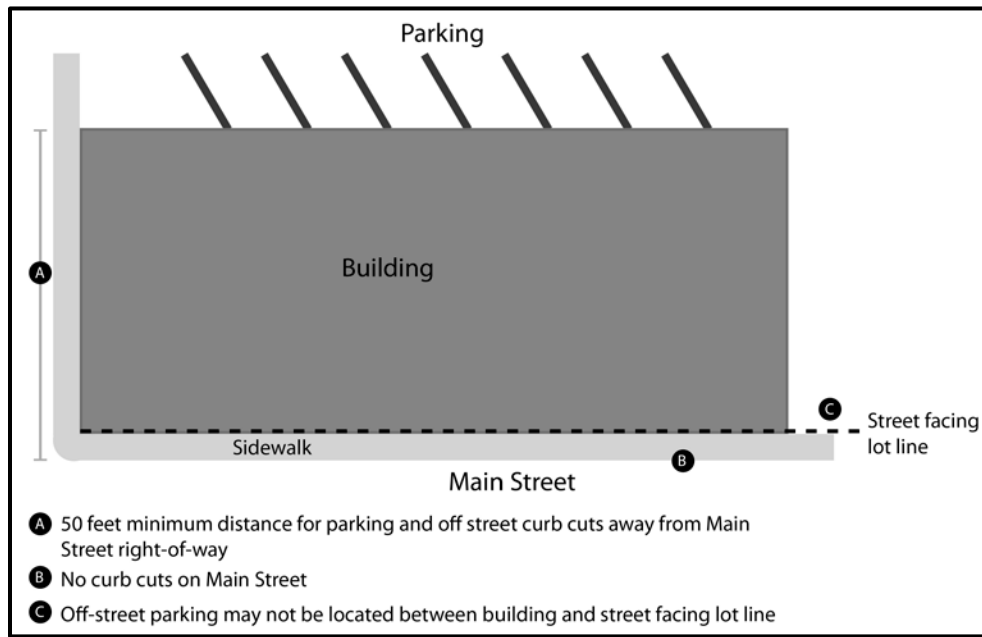 Parking
A
Building
C
Street facing
lot line
Sidewalk
B
Main Street
A 50 feet minimum distance for parking and off street curb cuts away from Main
Street right-of-way
B No curb cuts on Main Street
C Off-street parking may not be located between building and street facing lot line